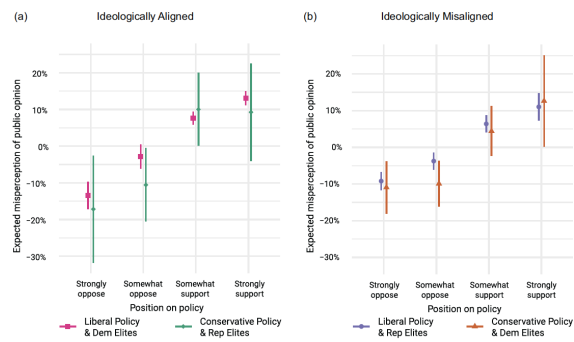 (a) Ideologically Aligned
Expected misperception of public opinion
20%
10%
0%
−10%
−20%
−30%
Strongly oppose
Somewhat oppose
Somewhat support
Strongly support
Position on policy
Liberal Policy & Dem Elites
Conservative Policy & Rep Elites
(b) Ideologically Misaligned
Expected misperception of public opinion
20%
10%
0%
−10%
−20%
−30%
Strongly oppose
Somewhat oppose
Somewhat support
Strongly support
Position on policy
Liberal Policy & Rep Elites
Conservative Policy & Dem Elites